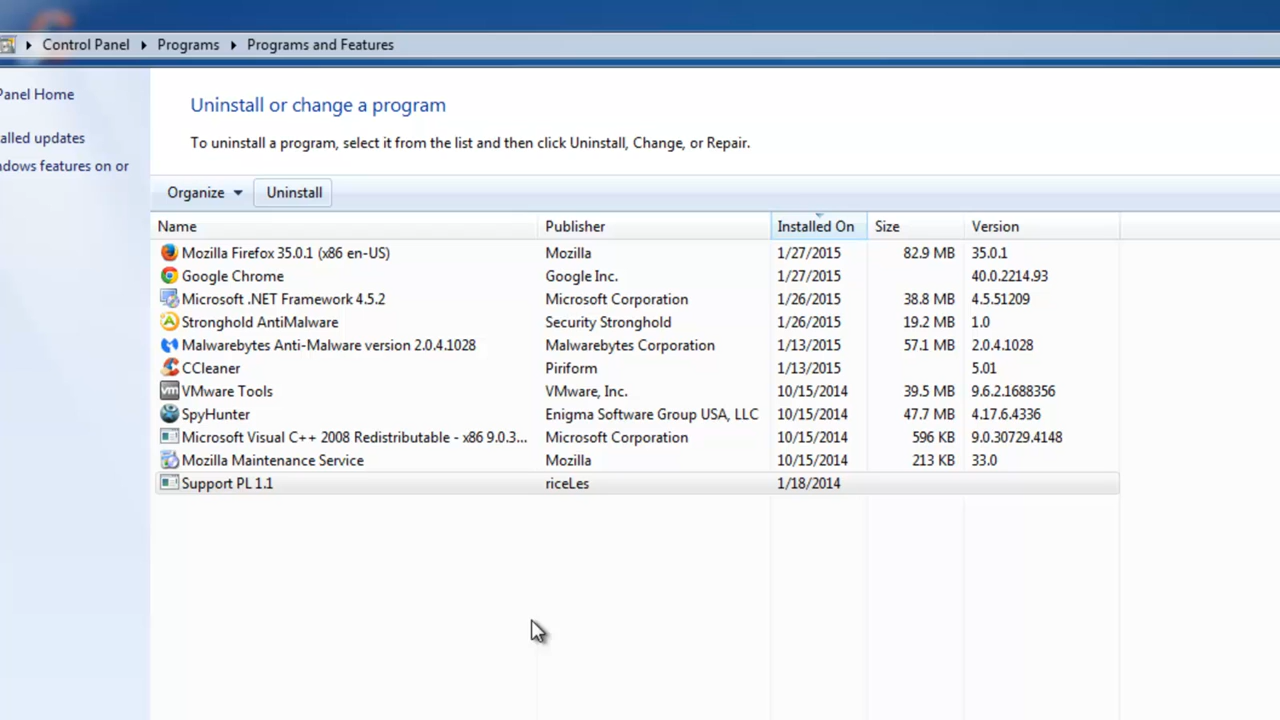 Control Panel Programs Programs and Features
Panel Home
Uninstall or change a program
alled updates
To uninstall a program, select it from the list and then click Uninstall, Change, or Repair.
ndows features on or
Organize Uninstall
Name Publisher Installed On Size Version
Mozilla Firefox 35.0.1 (x86 en-US) Mozilla 1/27/2015 82.9 MB 35.0.1
Google Chrome Google Inc. 1/27/2015 40.0.2214.93
Microsoft .NET Framework 4.5.2 Microsoft Corporation 1/26/2015 38.8 MB 4.5.51209
Stronghold AntiMalware Security Stronghold 1/26/2015 19.2 MB 1.0
Malwarebytes Anti-Malware version 2.0.4.1028 Malwarebytes Corporation 1/13/2015 57.1 MB 2.0.4.1028
CCleaner Piriform 1/13/2015 5.01
vm VMware Tools VMware, Inc. 10/15/2014 39.5 MB 9.6.2.1688356
SpyHunter Enigma Software Group USA, LLC 10/15/2014 47.7 MB 4.17.6.4336
Microsoft Visual C++ 2008 Redistributable - x86 9.0.3... Microsoft Corporation 10/15/2014 596 KB 9.0.30729.4148
Mozilla Maintenance Service Mozilla 10/15/2014 213 KB 33.0
Support PL 1.1 riceLes 1/18/2014